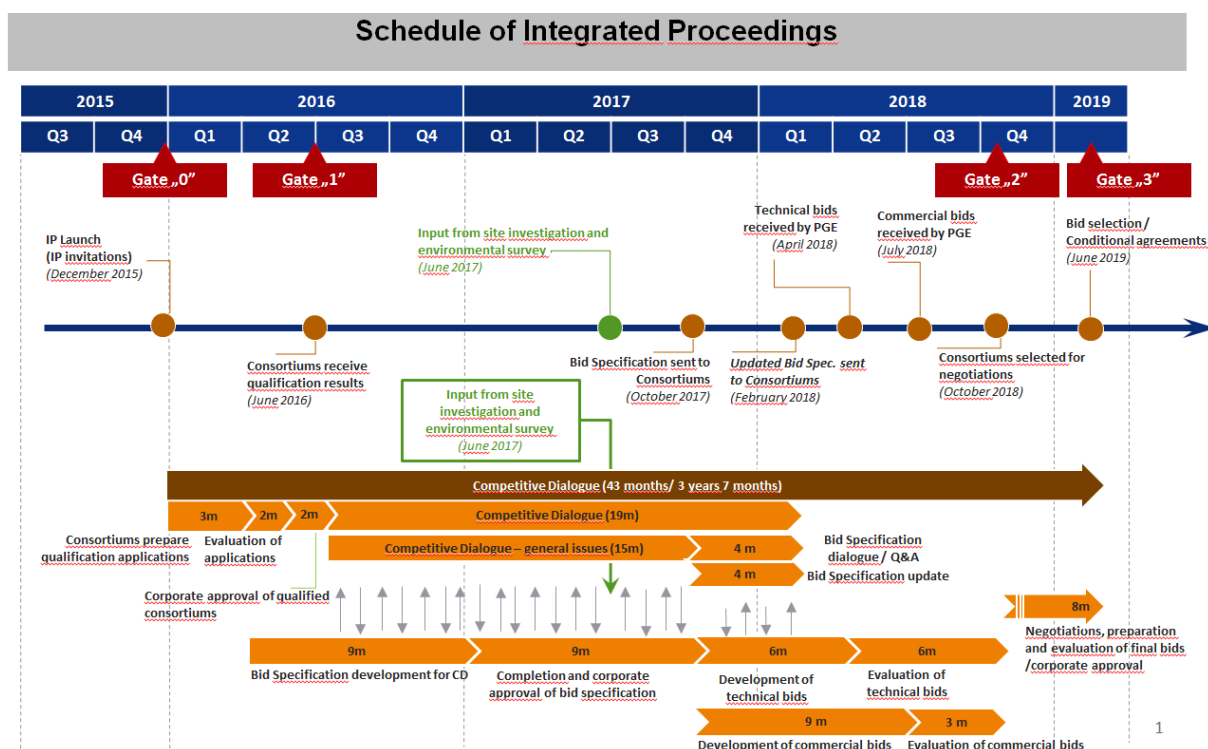 Schedule of Integrated Proceedings
2015 2016 2017 2018 2019
Q3 Q4 Q1 Q2 Q3 Q4 Q1 Q2 Q3 Q4 Q1 Q2 Q3 Q4
Gate „0”
Gate „1”
Gate „2”
Gate „3”
IP Launch
(IP invitations)
(December 2015)
Input from site investigation and
environmental survey
(June 2017)
Technical bids
received by PGE
(April 2018)
Commercial bids
received by PGE
(July 2018)
Bid selection /
Conditional agreements
(June 2019)
Consortiums receive
qualification results
(June 2016)
Bid Specification sent to
Consortiums
(October 2017)
Updated Bid Spec. sent
to Consortiums
(February 2018)
Consortiums selected for
negotiations
(October 2018)
Input from site
investigation and
environmental survey
(June 2017)
Competitive Dialogue (43 months/ 3 years 7 months)
3m
2m
2m
Competitive Dialogue (19m)
Consortiums prepare
qualification applications
Evaluation of
applications
Competitive Dialogue – general issues (15m)
4 m
Bid Specification
dialogue / Q&A
4 m
Bid Specification update
Corporate approval of qualified
consortiums
8m
Negotiations, preparation
and evaluation of final bids
/corporate approval
9m
9m
6m
6m
Bid Specification development for CD
Completion and corporate
approval of bid specification
Development of
technical bids
Evaluation of
technical bids
9 m
3 m
Development of commercial bids
Evaluation of commercial bids
1